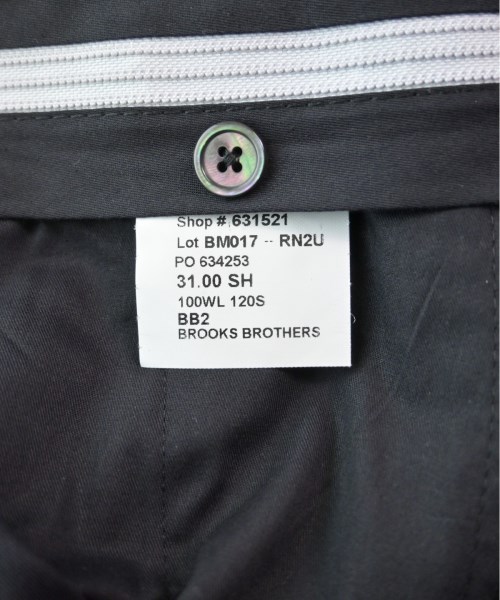 Shop #,631521
Lot BM017 -- RN2U
PO 634253
31.00 SH
100WL 120S
BB2
BROOKS BROTHERS